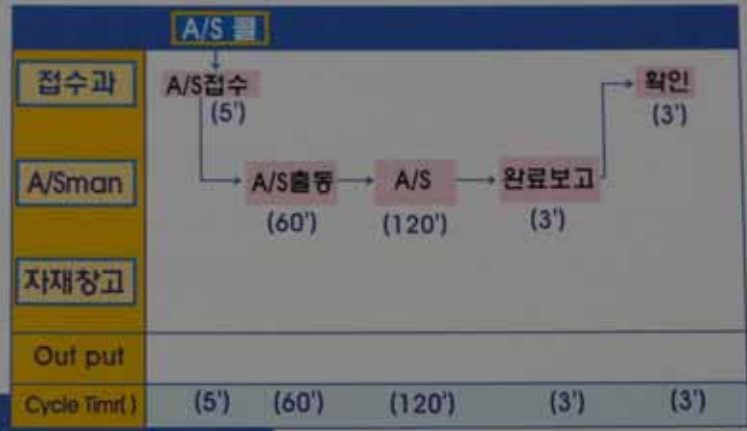 A/S 콜
접수과 A/S접수 확인
(5') (3')
A/Sman A/S출동 A/S 완료보고
(60') (120') (3')
자재창고
Out put
Cycle Timr( ) (5') (60') (120') (3') (3')